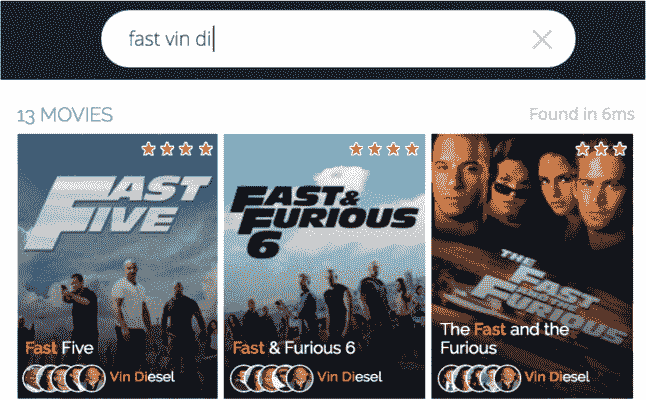 fast vin di
13 MOVIES
Found in 6ms
FAST
FIVE
FAST &
FURIOUS
6
THE
FAST
AND THE
FURIOUS
Fast Five
Vin Diesel
Fast & Furious 6
Vin Diesel
The Fast and the
Furious
Vin Diesel